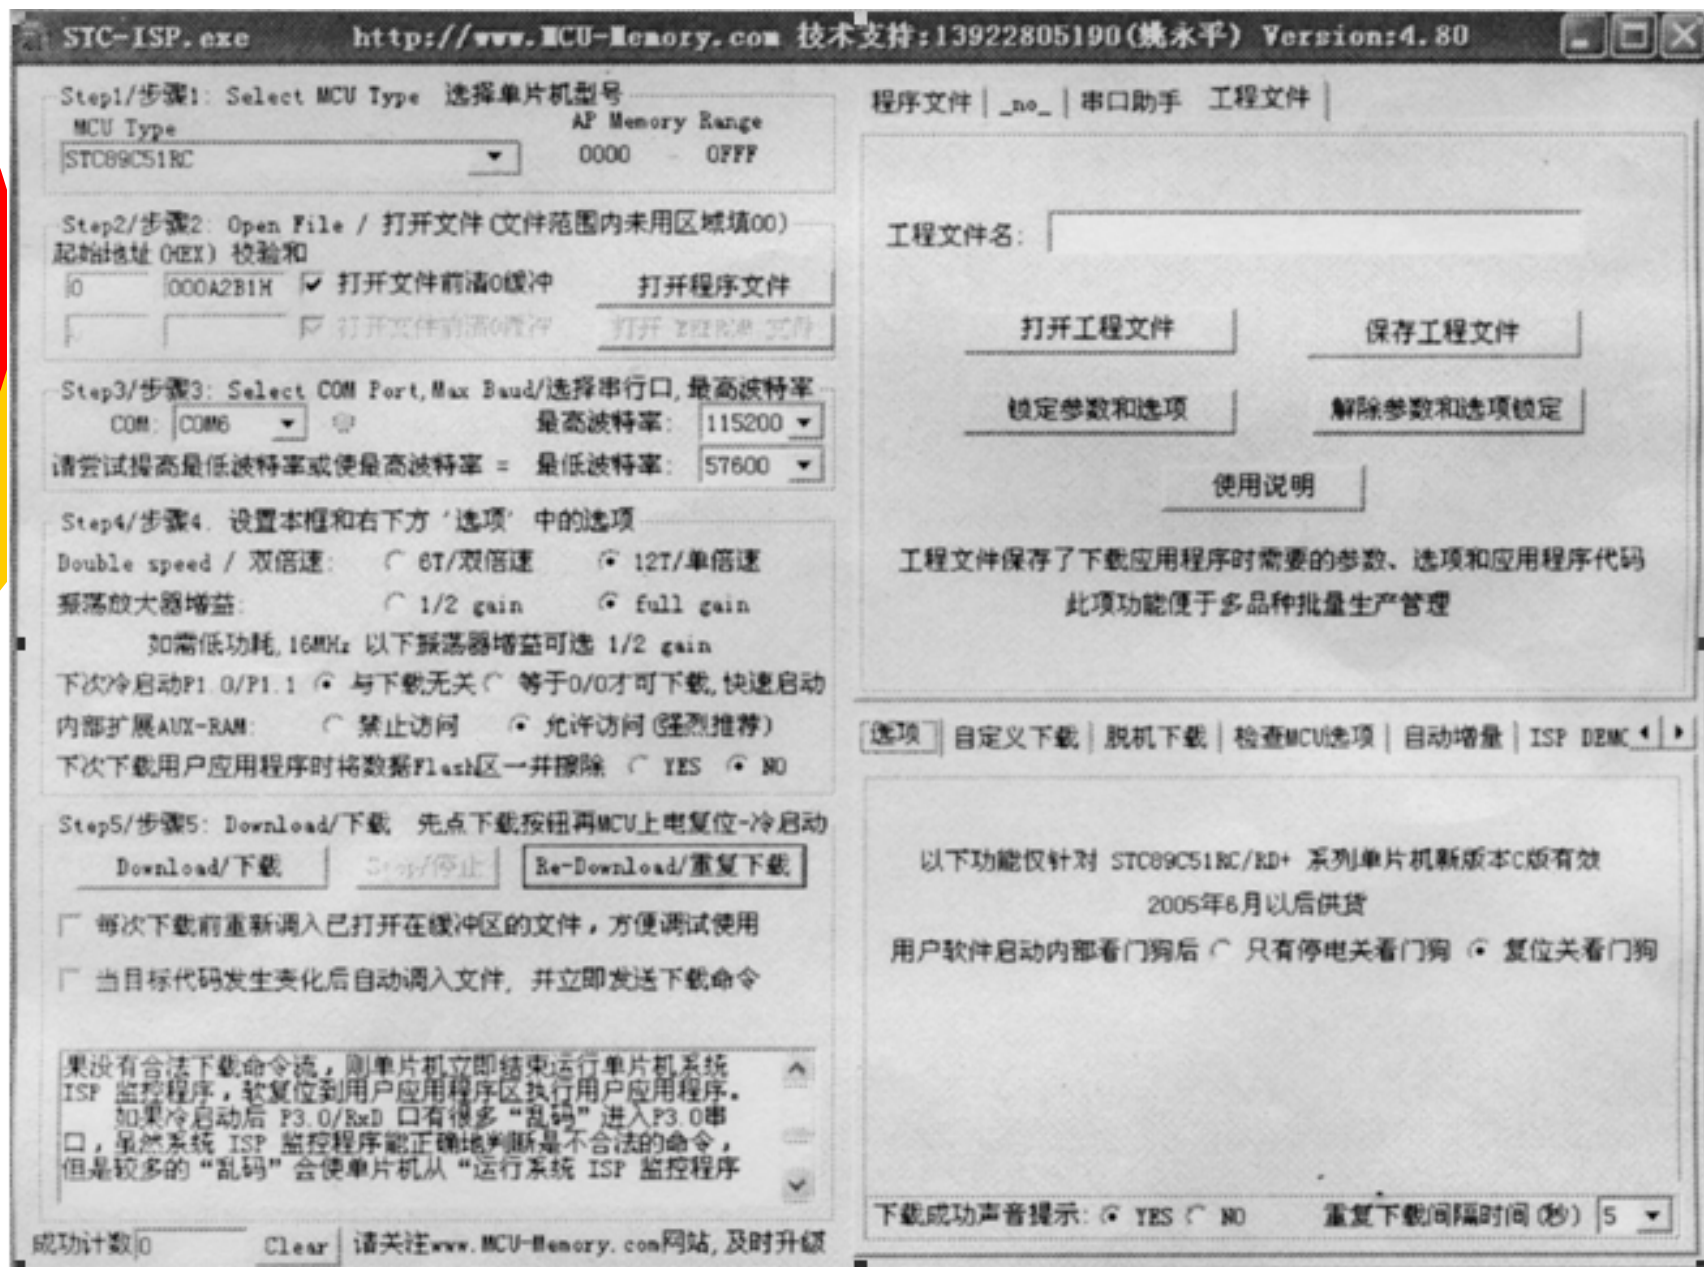 STC-ISP.exe http://www.MCU-Memory.com 技术支持:13922805190(姚永平) Version:4.80
Step1/步骤1: Select MCU Type 选择单片机型号
MCU Type AP Memory Range
STC89C51RC 0000 - 0FFF
Step2/步骤2: Open File / 打开文件(文件范围内未用区域填00)
起始地址(HEX) 校验和
0 000A2B1H 打开文件前清0缓冲 打开程序文件
打开文件前清0缓冲 打开 EEPROM 文件
Step3/步骤3: Select COM Port,Max Baud/选择串行口,最高波特率
COM: COM6 最高波特率: 115200
请尝试提高最低波特率或使最高波特率 = 最低波特率: 57600
Step4/步骤4. 设置本框和右下方 '选项' 中的选项
Double speed / 双倍速: 6T/双倍速 12T/单倍速
振荡放大器增益: 1/2 gain full gain
如需低功耗,16MHz 以下振荡器增益可选 1/2 gain
下次冷启动P1.0/P1.1 与下载无关 等于0/0才可下载,快速启动
内部扩展AUX-RAM: 禁止访问 允许访问(强烈推荐)
下次下载用户应用程序时将数据Flash区一并擦除 YES NO
Step5/步骤5: Download/下载 先点下载按钮再MCU上电复位-冷启动
Download/下载 Stop/停止 Re-Download/重复下载
每次下载前重新调入已打开在缓冲区的文件,方便调试使用
当目标代码发生变化后自动调入文件, 并立即发送下载命令
果没有合法下载命令流,则单片机立即结束运行单片机系统
ISP 监控程序,软复位到用户应用程序区执行用户应用程序。
如果冷启动后 P3.0/RxD 口有很多“乱码”进入P3.0串
口,虽然系统 ISP 监控程序能正确地判断是不合法的命令,
但是较多的“乱码”会使单片机从“运行系统 ISP 监控程序
成功计数 0 Clear 请关注www.MCU-Memory.com网站,及时升级
程序文件 _no_ 串口助手 工程文件
工程文件名:
打开工程文件 保存工程文件
锁定参数和选项 解除参数和选项锁定
使用说明
工程文件保存了下载应用程序时需要的参数、选项和应用程序代码
此项功能便于多品种批量生产管理
选项 自定义下载 脱机下载 检查MCU选项 自动增量 ISP DEMO
以下功能仅针对 STC89C51RC/RD+ 系列单片机新版本C版有效
2005年6月以后供货
用户软件启动内部看门狗后 只有停电关看门狗 复位关看门狗
下载成功声音提示: YES NO 重复下载间隔时间(秒) 5